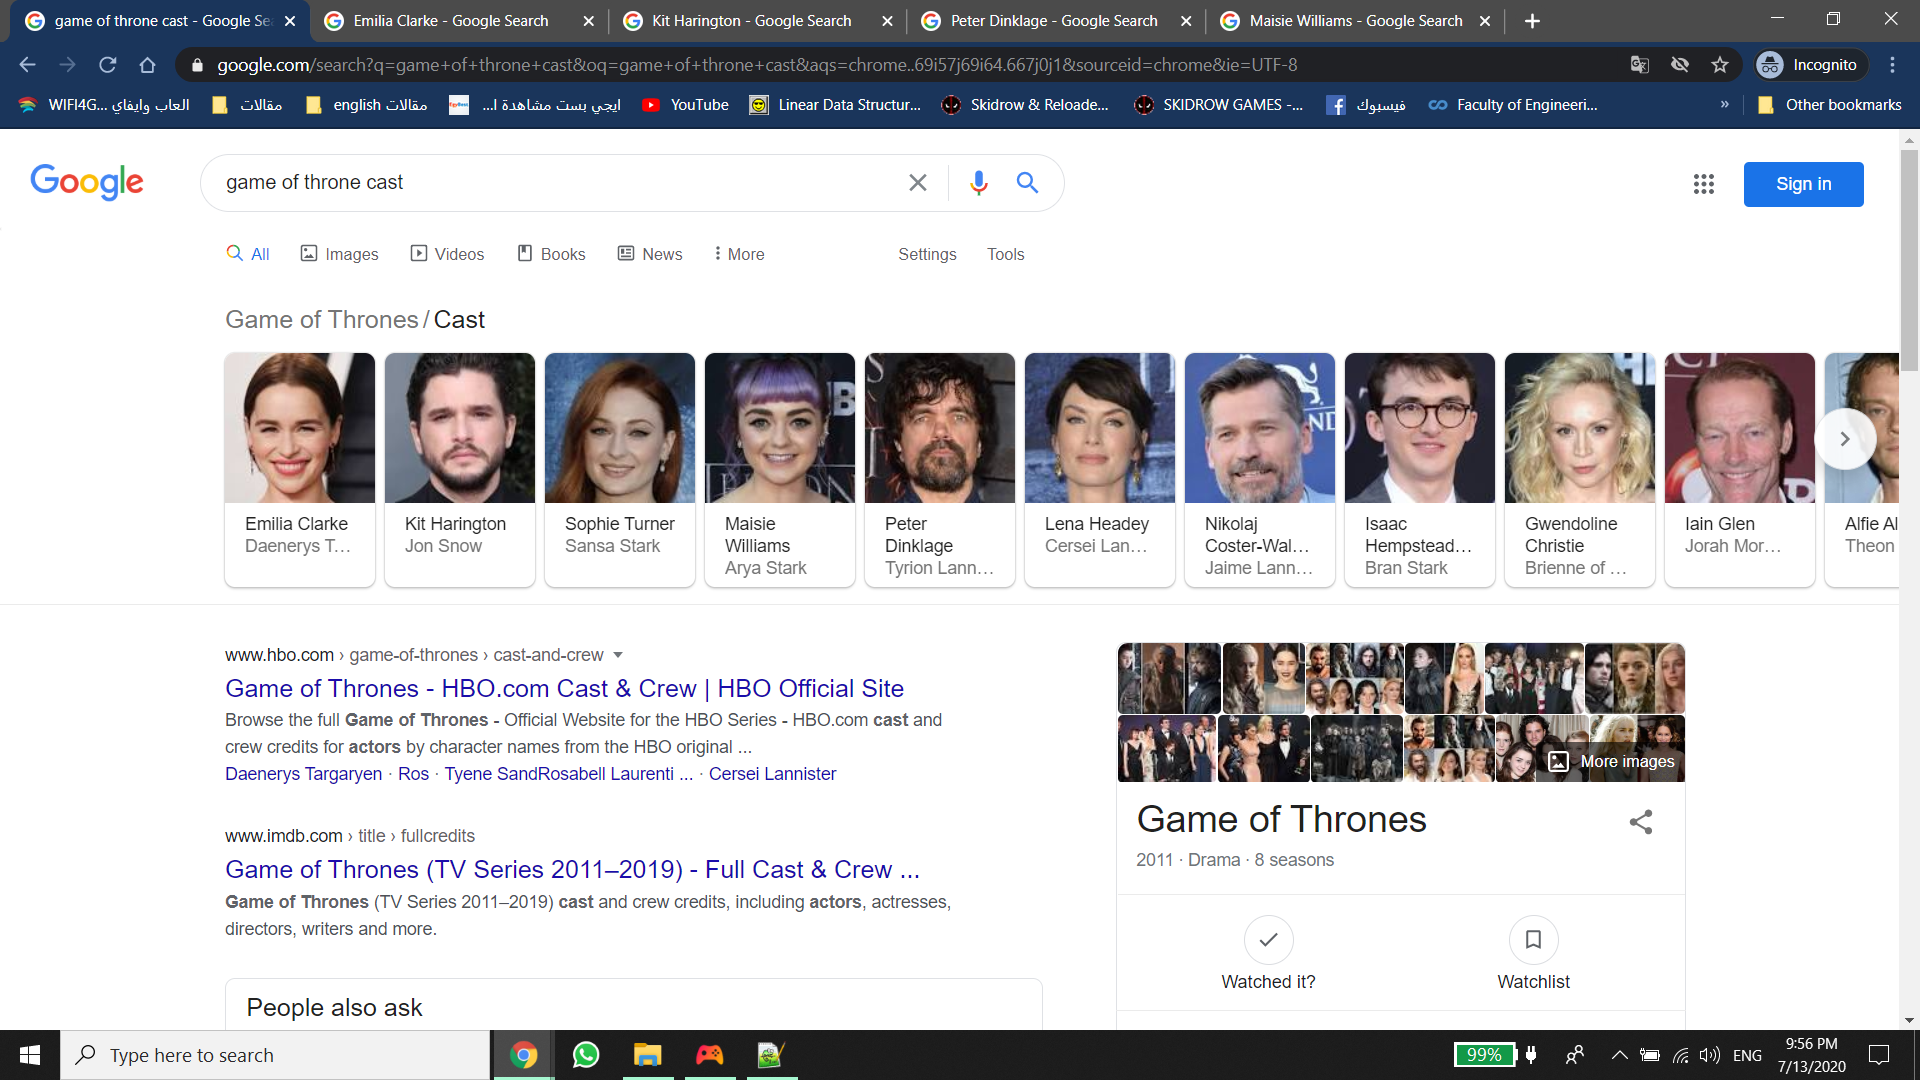 game of throne cast - Google Se
Emilia Clarke - Google Search
Kit Harington - Google Search
Peter Dinklage - Google Search
Maisie Williams - Google Search
google.com/search?q=game+of+throne+cast&oq=game+of+throne+cast&aqs=chrome..69i57j69i64.667j0j1&sourceid=chrome&ie=UTF-8
Incognito
العاب وايفاي ...WIFI4G
مقالات
مقالات english
ايجي بست مشاهدة ا...
YouTube
Linear Data Structur...
Skidrow & Reloade...
SKIDROW GAMES -...
فيسبوك
Faculty of Engineeri...
»
Other bookmarks
Google
game of throne cast
Sign in
All
Images
Videos
Books
News
More
Settings
Tools
Game of Thrones / Cast
Emilia Clarke
Daenerys T...
Kit Harington
Jon Snow
Sophie Turner
Sansa Stark
Maisie
Williams
Arya Stark
Peter
Dinklage
Tyrion Lann...
Lena Headey
Cersei Lan...
Nikolaj
Coster-Wal...
Jaime Lann...
Isaac
Hempstead...
Bran Stark
Gwendoline
Christie
Brienne of ...
Iain Glen
Jorah Mor...
Alfie Al
Theon
www.hbo.com › game-of-thrones › cast-and-crew
Game of Thrones - HBO.com Cast & Crew | HBO Official Site
Browse the full Game of Thrones - Official Website for the HBO Series - HBO.com cast and
crew credits for actors by character names from the HBO original ...
Daenerys Targaryen · Ros · Tyene SandRosabell Laurenti ... · Cersei Lannister
www.imdb.com › title › fullcredits
Game of Thrones (TV Series 2011–2019) - Full Cast & Crew ...
Game of Thrones (TV Series 2011–2019) cast and crew credits, including actors, actresses,
directors, writers and more.
People also ask
More images
Game of Thrones
2011 · Drama · 8 seasons
Watched it?
Watchlist
Type here to search
99%
ENG
9:56 PM
7/13/2020